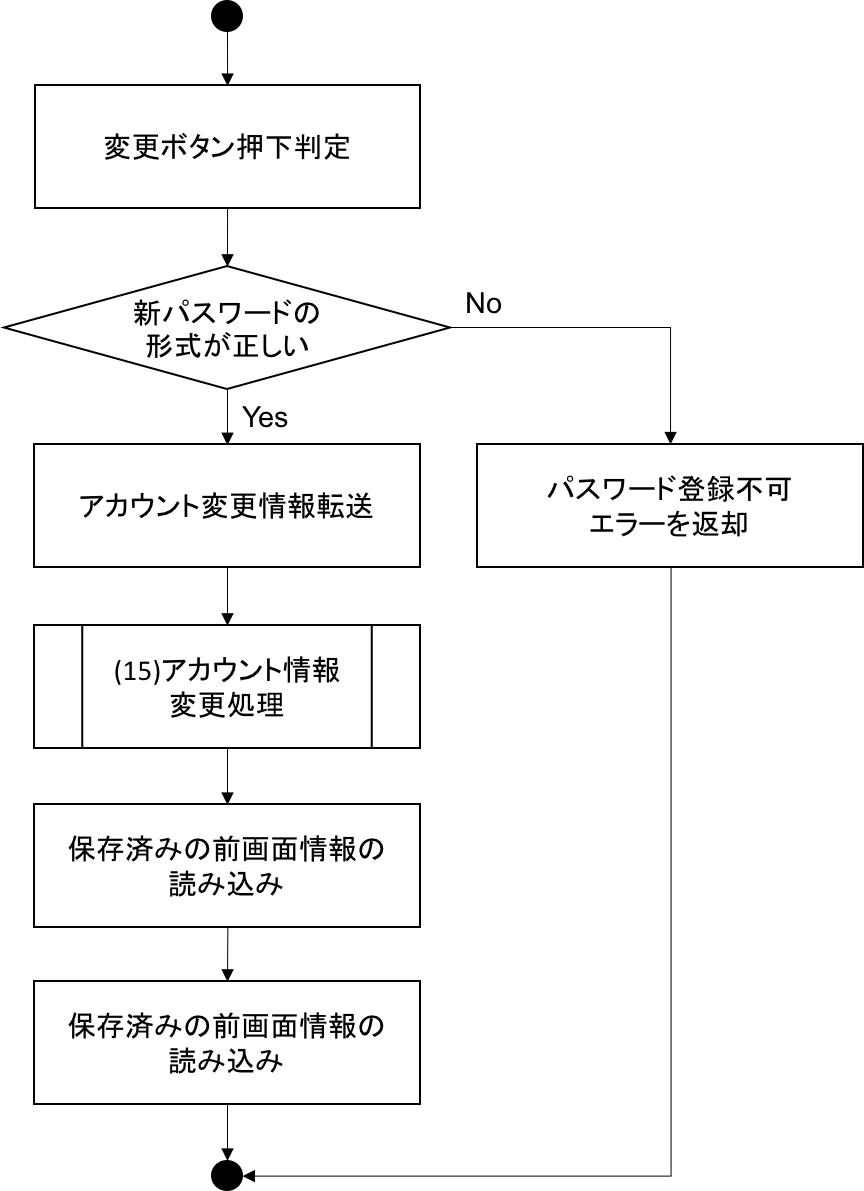 変更ボタン押下判定
新パスワードの
形式が正しい
No
Yes
アカウント変更情報転送
パスワード登録不可
エラーを返却
(15)アカウント情報
変更処理
保存済みの前画面情報の
読み込み
保存済みの前画面情報の
読み込み